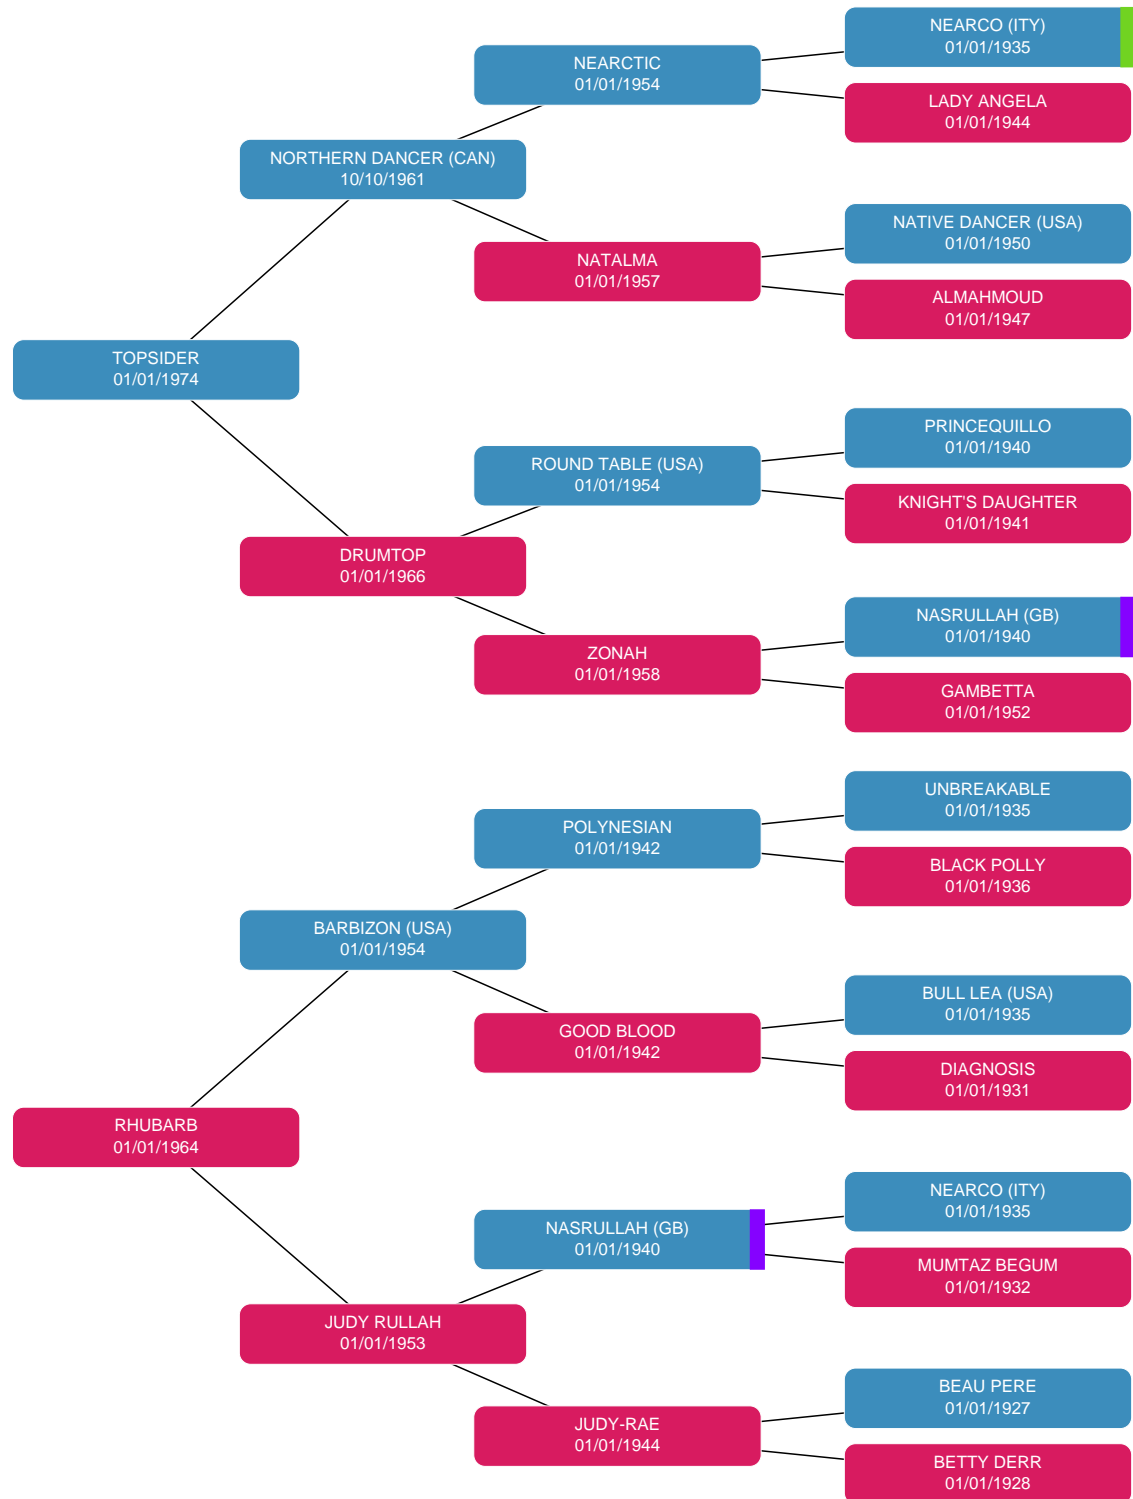 NEARCO (ITY)
01/01/1935
NEARCTIC
01/01/1954
LADY ANGELA
01/01/1944
NORTHERN DANCER (CAN)
10/10/1961
NATIVE DANCER (USA)
01/01/1950
NATALMA
01/01/1957
ALMAHMOUD
01/01/1947
TOPSIDER
01/01/1974
PRINCEQUILLO
01/01/1940
ROUND TABLE (USA)
01/01/1954
KNIGHT'S DAUGHTER
01/01/1941
DRUMTOP
01/01/1966
NASRULLAH (GB)
01/01/1940
ZONAH
01/01/1958
GAMBETTA
01/01/1952
UNBREAKABLE
01/01/1935
POLYNESIAN
01/01/1942
BLACK POLLY
01/01/1936
BARBIZON (USA)
01/01/1954
BULL LEA (USA)
01/01/1935
GOOD BLOOD
01/01/1942
DIAGNOSIS
01/01/1931
RHUBARB
01/01/1964
NEARCO (ITY)
01/01/1935
NASRULLAH (GB)
01/01/1940
MUMTAZ BEGUM
01/01/1932
JUDY RULLAH
01/01/1953
BEAU PERE
01/01/1927
JUDY-RAE
01/01/1944
BETTY DERR
01/01/1928